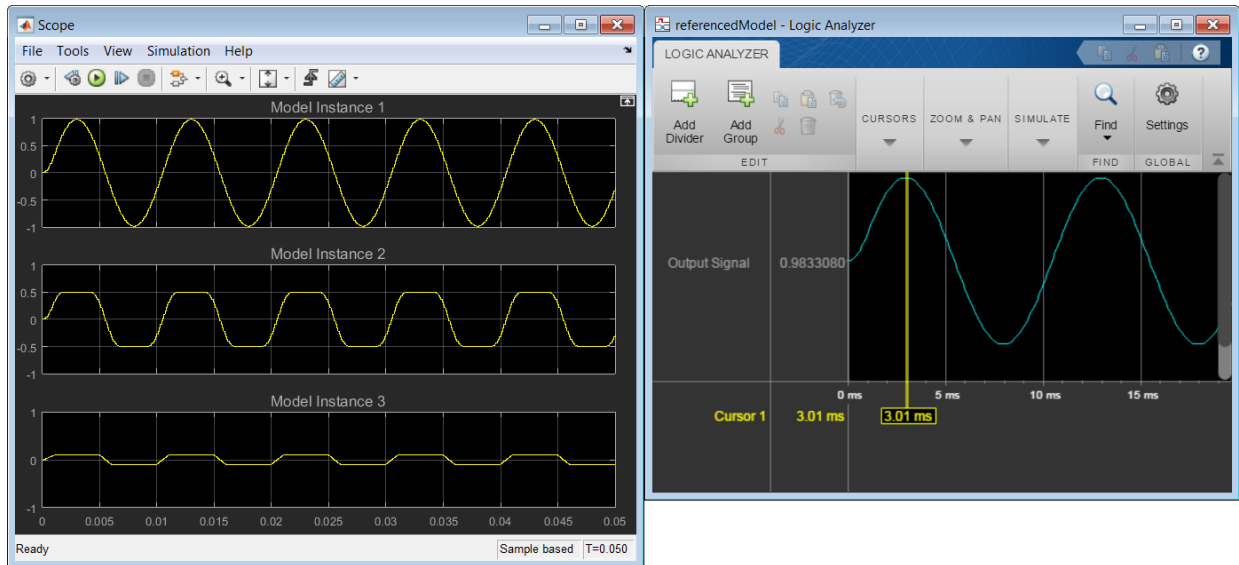 Scope
File Tools View Simulation Help
Model Instance 1
1
0.5
0
-0.5
-1
Model Instance 2
1
0.5
0
-0.5
-1
Model Instance 3
1
0
-1
0 0.005 0.01 0.015 0.02 0.025 0.03 0.035 0.04 0.045 0.05
Ready Sample based T=0.050
referencedModel - Logic Analyzer
LOGIC ANALYZER
?
Add Divider
Add Group
CURSORS ZOOM & PAN SIMULATE
Find
Settings
EDIT FIND GLOBAL
Output Signal 0.9833080
0 ms 5 ms 10 ms 15 ms
Cursor 1 3.01 ms 3.01 ms